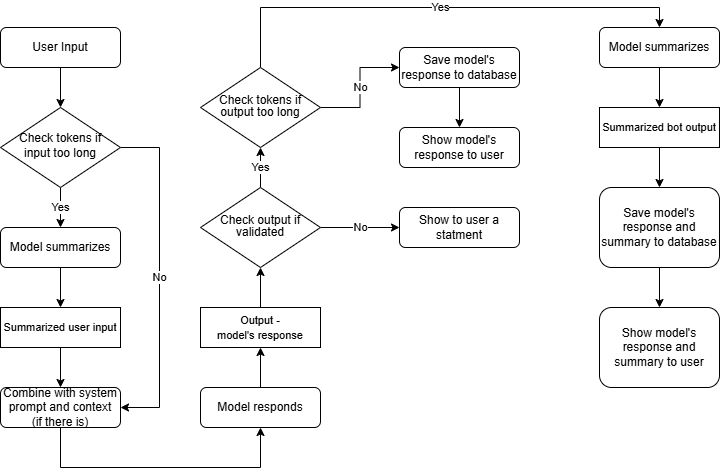 User Input
Check tokens if
input too long
Yes
Model summarizes
No
Summarized user input
Combine with system
prompt and context
(if there is)
Model responds
Output -
model's response
Check output if
validated
No
Show to user a
statment
Yes
Check tokens if
output too long
No
Save model's
response to database
Show model's
response to user
Yes
Model summarizes
Summarized bot output
Save model's
response and
summary to database
Show model's
response and
summary to user